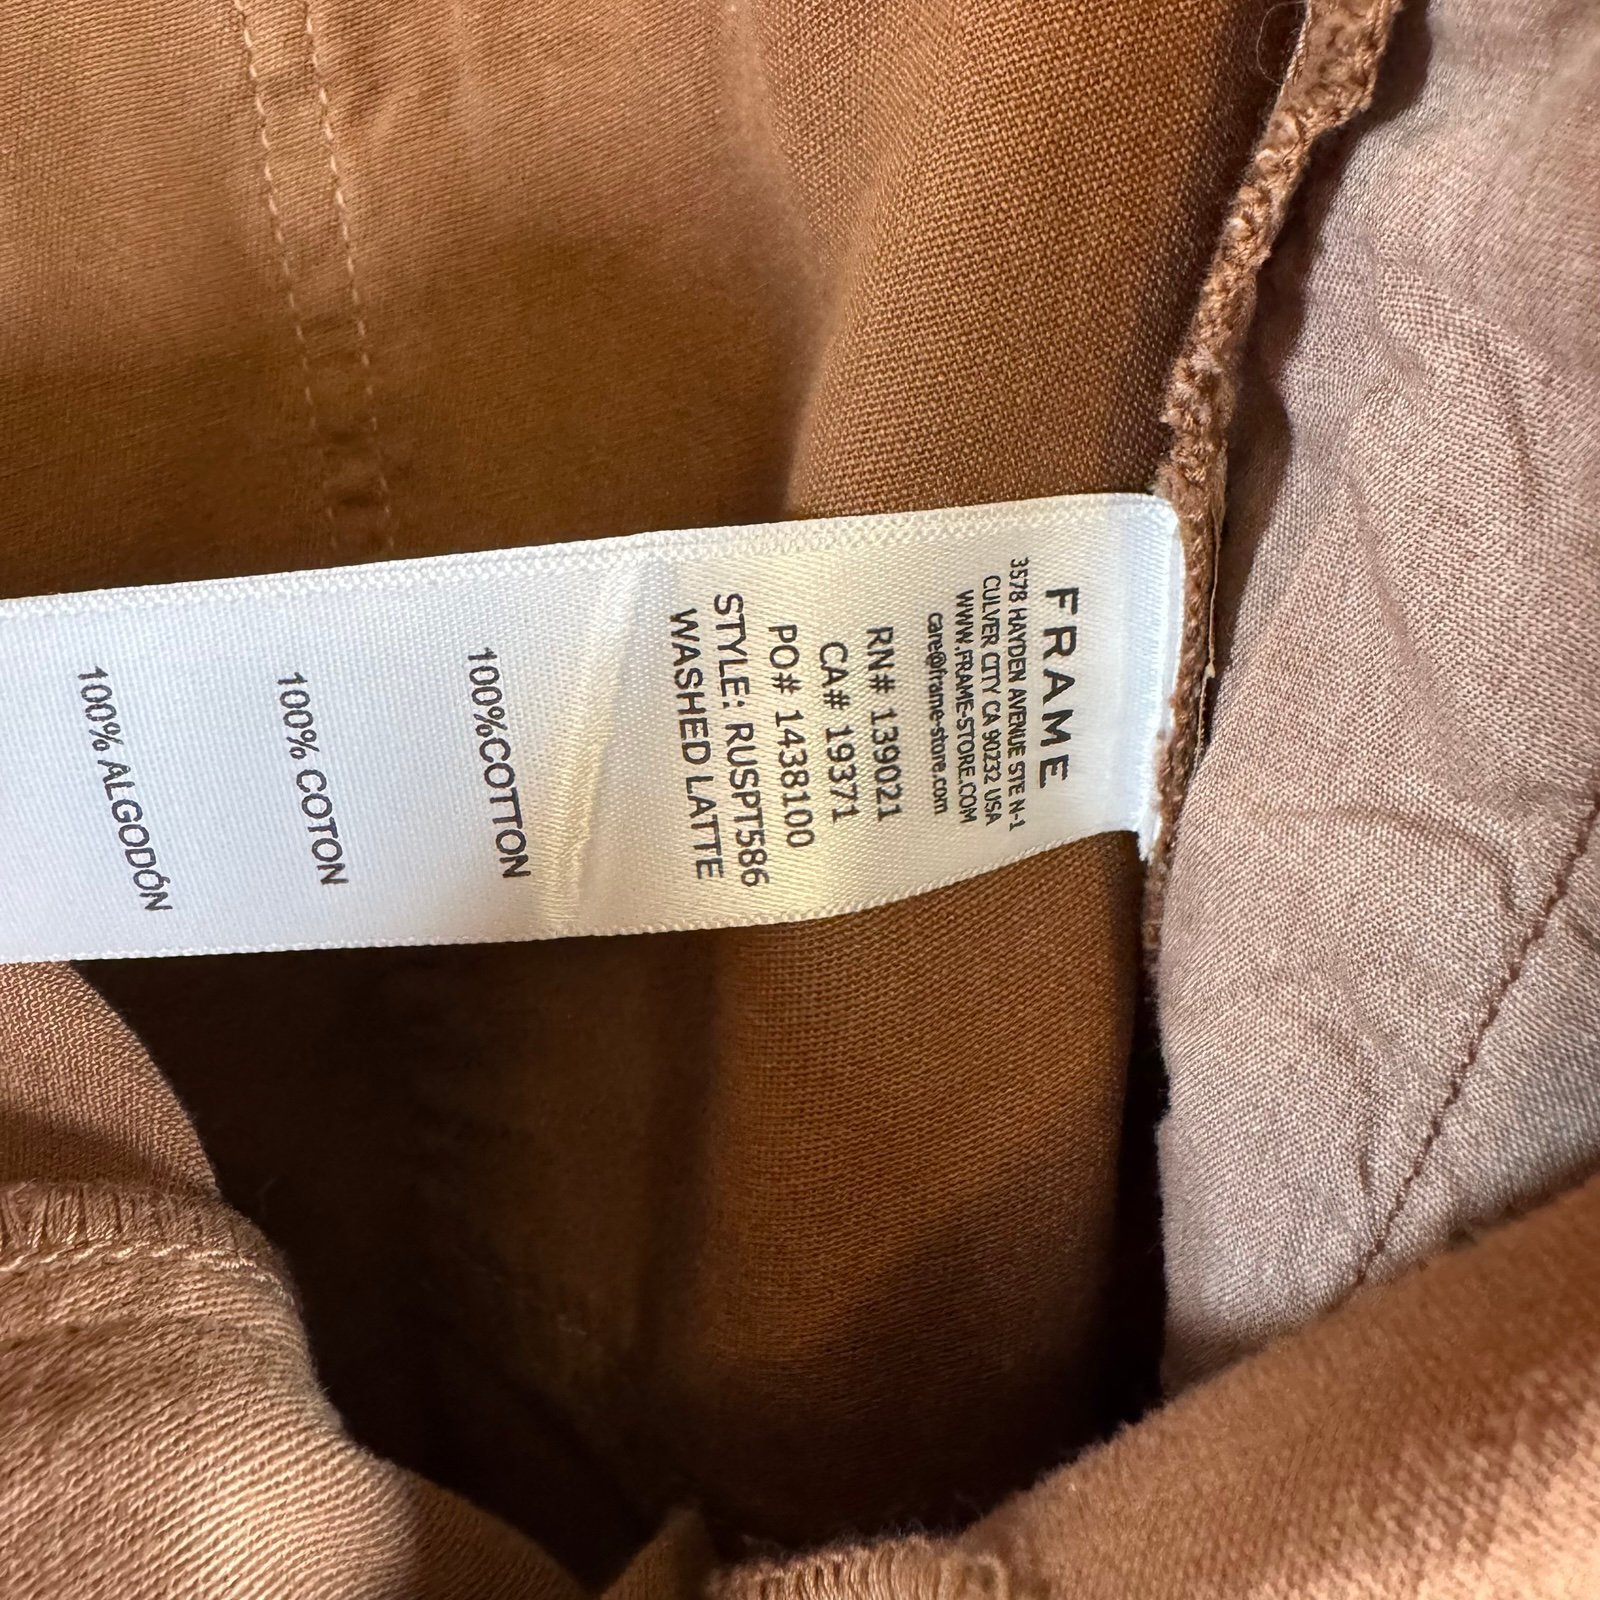 FRAME
3578 HAYDEN AVENUE STE N-1
CULVER CITY CA 90232 USA
WWW.FRAME-STORE.COM
care@frame-store.com
RN# 139021
CA# 19371
PO# 1438100
STYLE: RUSPT586
WASHED LATTE
100%COTTON
100% COTON
100% ALGODÓN